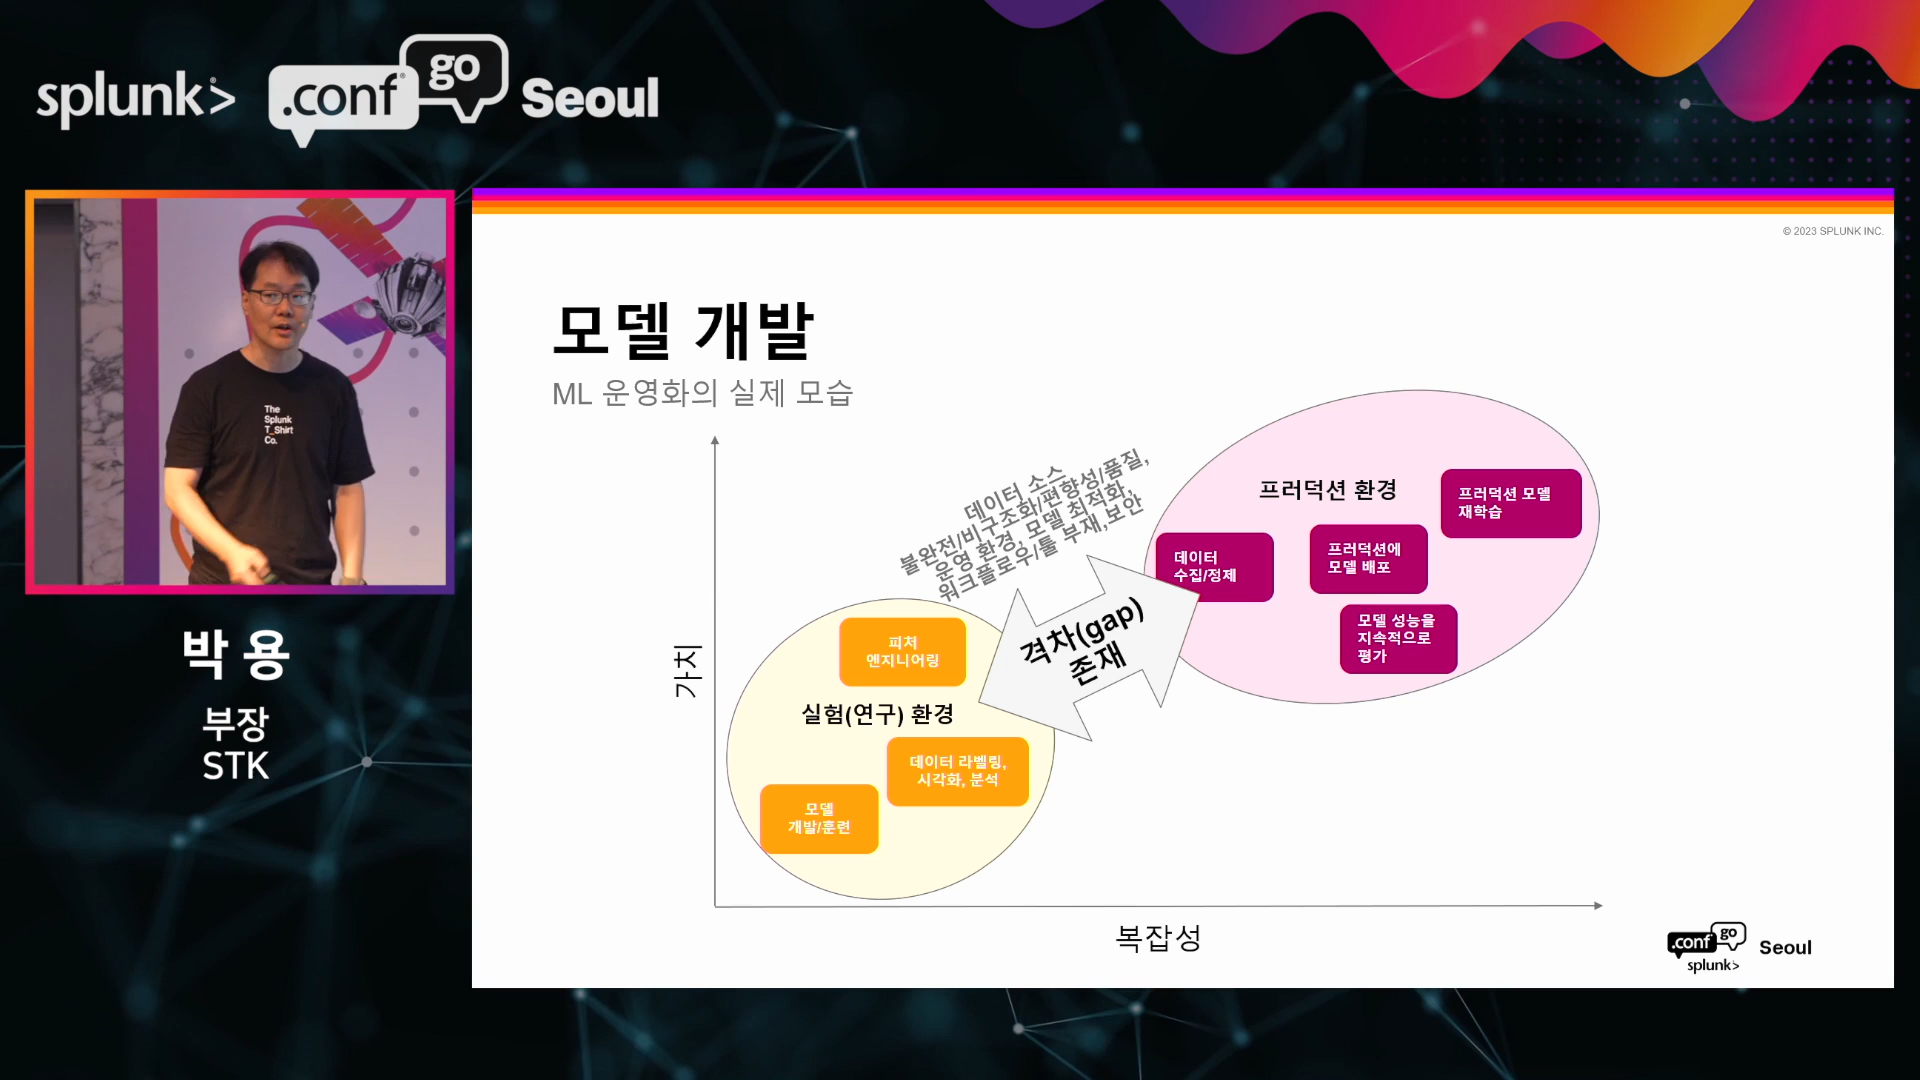 splunk> .conf go Seoul
© 2023 SPLUNK INC.
The
Splunk
T_Shirt
Co.
박 용
부장
STK
모델 개발
ML 운영화의 실제 모습
데이터 소스
불완전/비구조화/편향성/품질,
운영 환경, 모델 최적화,
워크플로우/툴 부재,보안
격차(gap)
존재
프러덕션 환경
프러덕션 모델
재학습
데이터
수집/정제
프러덕션에
모델 배포
모델 성능을
지속적으로
평가
피처
엔지니어링
실험(연구) 환경
데이터 라벨링,
시각화, 분석
모델
개발/훈련
가치
복잡성
.conf go
splunk>
Seoul